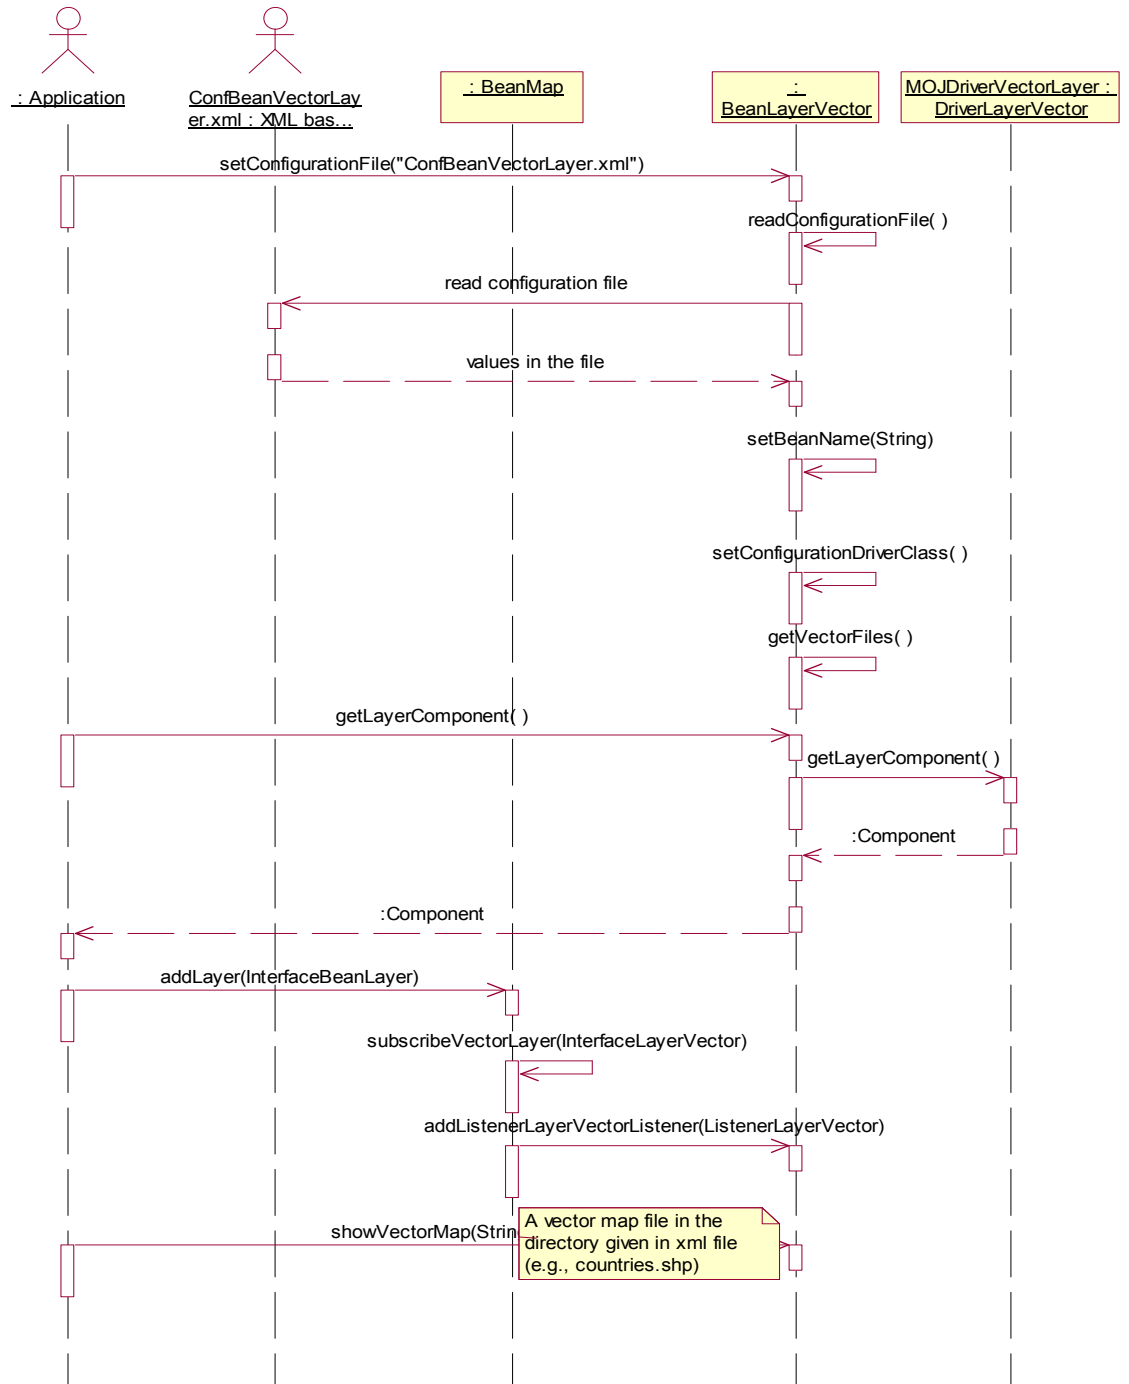 : Application
ConfBeanVectorLay
er.xml : XML bas...
: BeanMap
:
BeanLayerVector
MOJDriverVectorLayer :
DriverLayerVector
setConfigurationFile("ConfBeanVectorLayer.xml")
readConfigurationFile( )
read configuration file
values in the file
setBeanName(String)
setConfigurationDriverClass( )
getVectorFiles( )
getLayerComponent( )
getLayerComponent( )
:Component
:Component
addLayer(InterfaceBeanLayer)
subscribeVectorLayer(InterfaceLayerVector)
addListenerLayerVectorListener(ListenerLayerVector)
showVectorMap(Strin
A vector map file in the
directory given in xml file
(e.g., countries.shp)